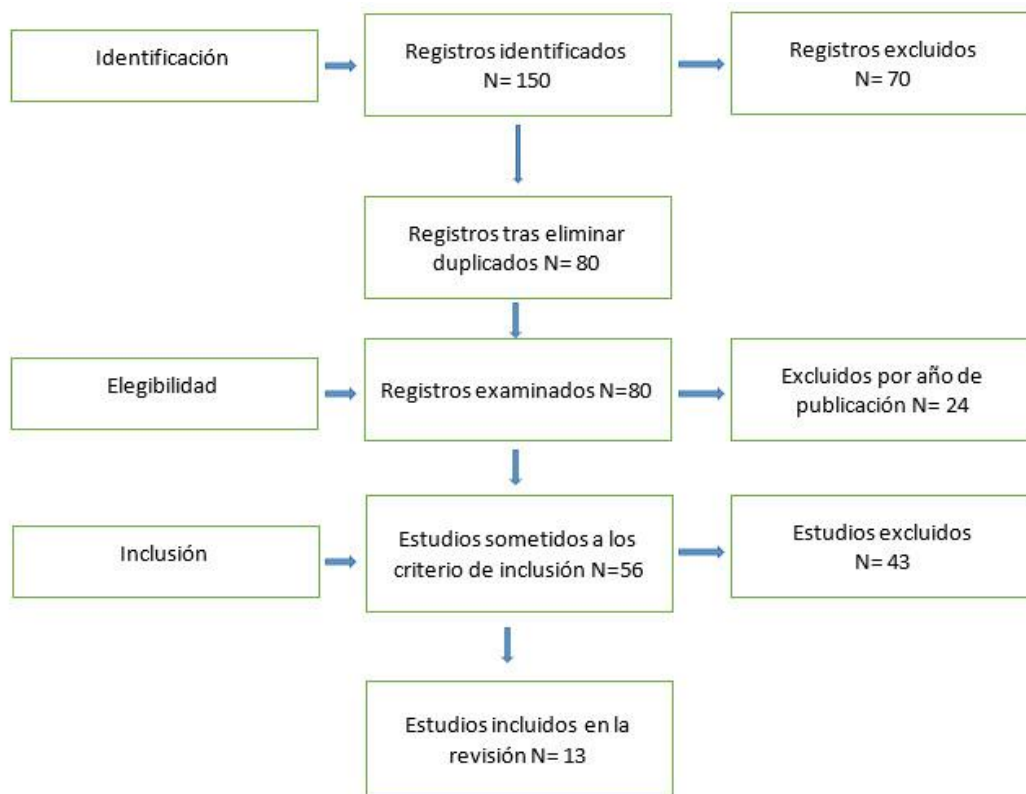 Identificación
Registros identificados
N= 150
Registros excluidos
N= 70
Registros tras eliminar
duplicados N= 80
Elegibilidad
Registros examinados N=80
Excluidos por año de
publicación N= 24
Inclusión
Estudios sometidos a los
criterio de inclusión N=56
Estudios excluidos
N= 43
Estudios incluidos en la
revisión N= 13